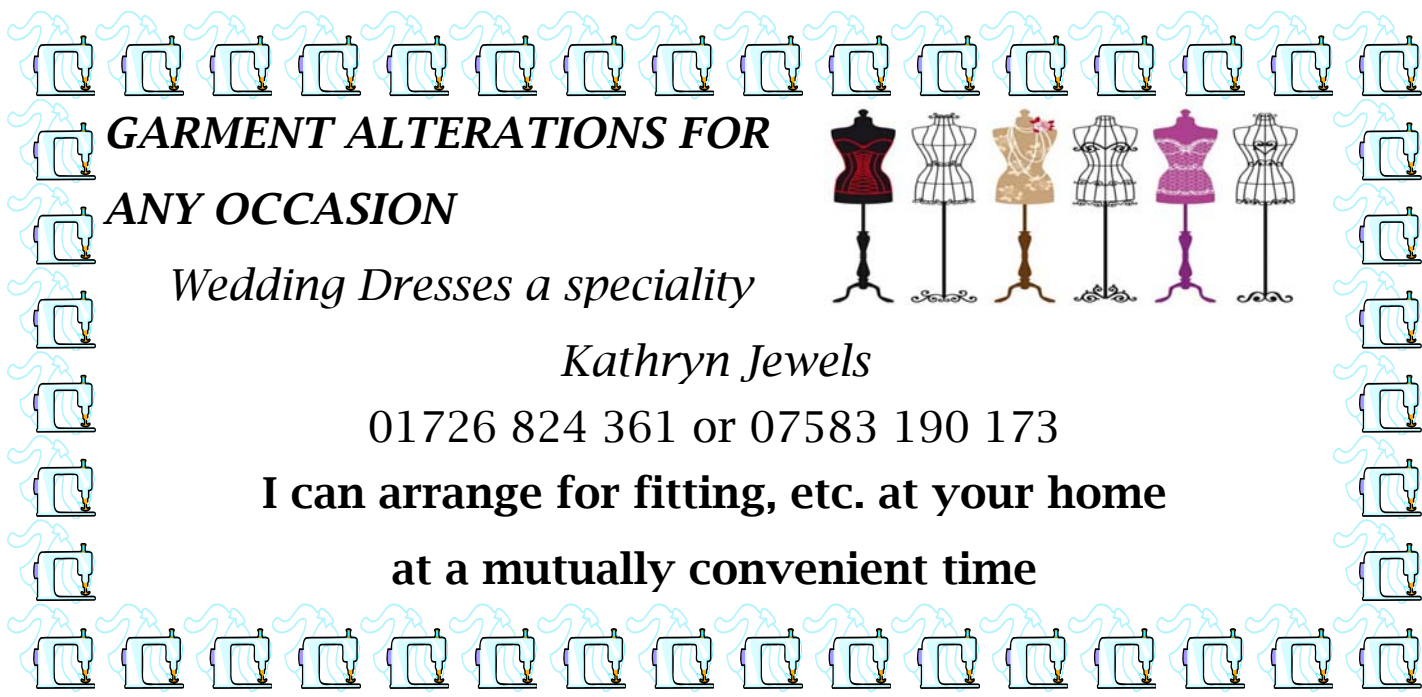 GARMENT ALTERATIONS FOR
ANY OCCASION
Wedding Dresses a speciality
Kathryn Jewels
01726 824 361 or 07583 190 173
I can arrange for fitting, etc. at your home
at a mutually convenient time